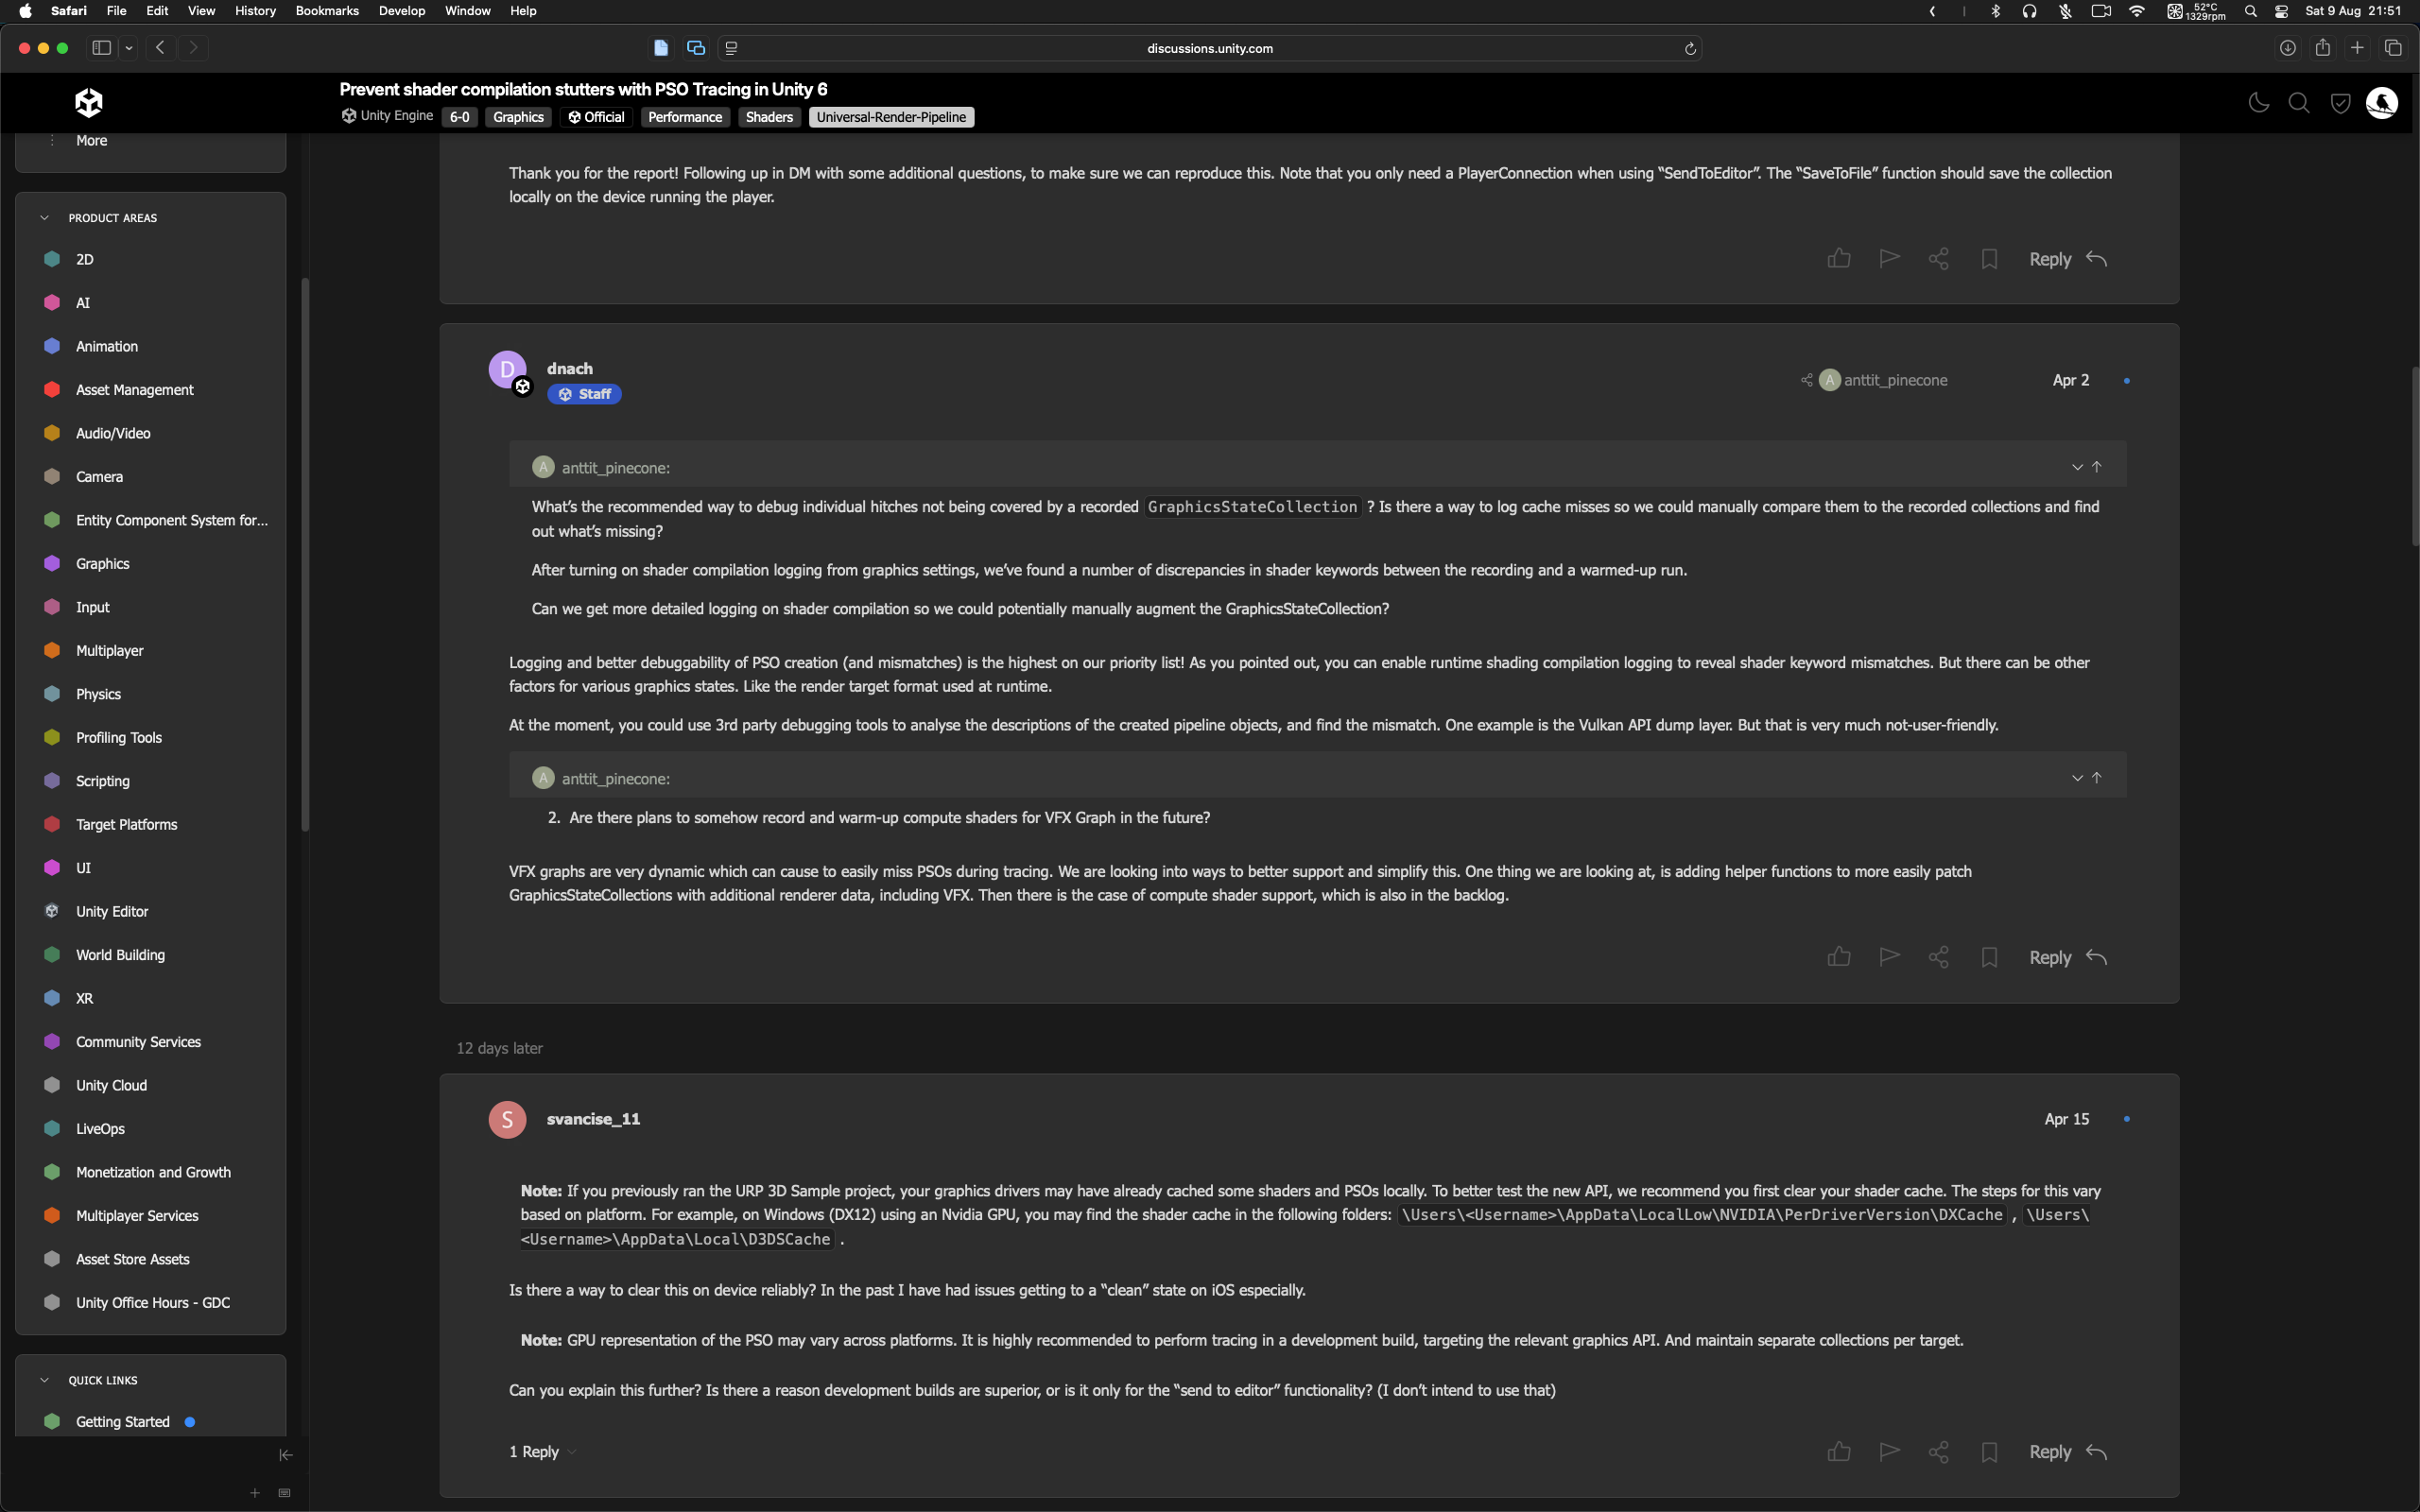 Safari File Edit View History Bookmarks Develop Window Help
52°C
1329rpm
Sat 9 Aug 21:51
discussions.unity.com
Prevent shader compilation stutters with PSO Tracing in Unity 6
Unity Engine 6-0 Graphics Official Performance Shaders Universal-Render-Pipeline
More
PRODUCT AREAS
2D
AI
Animation
Asset Management
Audio/Video
Camera
Entity Component System for...
Graphics
Input
Multiplayer
Physics
Profiling Tools
Scripting
Target Platforms
UI
Unity Editor
World Building
XR
Community Services
Unity Cloud
LiveOps
Monetization and Growth
Multiplayer Services
Asset Store Assets
Unity Office Hours - GDC
QUICK LINKS
Getting Started
Thank you for the report! Following up in DM with some additional questions, to make sure we can reproduce this. Note that you only need a PlayerConnection when using “SendToEditor”. The “SaveToFile” function should save the collection
locally on the device running the player.
Reply
D
dnach
Staff
A anttit_pinecone
Apr 2
A anttit_pinecone:
What’s the recommended way to debug individual hitches not being covered by a recorded GraphicsStateCollection ? Is there a way to log cache misses so we could manually compare them to the recorded collections and find
out what’s missing?
After turning on shader compilation logging from graphics settings, we’ve found a number of discrepancies in shader keywords between the recording and a warmed-up run.
Can we get more detailed logging on shader compilation so we could potentially manually augment the GraphicsStateCollection?
Logging and better debuggability of PSO creation (and mismatches) is the highest on our priority list! As you pointed out, you can enable runtime shading compilation logging to reveal shader keyword mismatches. But there can be other
factors for various graphics states. Like the render target format used at runtime.
At the moment, you could use 3rd party debugging tools to analyse the descriptions of the created pipeline objects, and find the mismatch. One example is the Vulkan API dump layer. But that is very much not-user-friendly.
A anttit_pinecone:
2. Are there plans to somehow record and warm-up compute shaders for VFX Graph in the future?
VFX graphs are very dynamic which can cause to easily miss PSOs during tracing. We are looking into ways to better support and simplify this. One thing we are looking at, is adding helper functions to more easily patch
GraphicsStateCollections with additional renderer data, including VFX. Then there is the case of compute shader support, which is also in the backlog.
Reply
12 days later
S
svancise_11
Apr 15
Note: If you previously ran the URP 3D Sample project, your graphics drivers may have already cached some shaders and PSOs locally. To better test the new API, we recommend you first clear your shader cache. The steps for this vary
based on platform. For example, on Windows (DX12) using an Nvidia GPU, you may find the shader cache in the following folders: \Users\<Username>\AppData\LocalLow\NVIDIA\PerDriverVersion\DXCache , \Users\
<Username>\AppData\Local\D3DSCache .
Is there a way to clear this on device reliably? In the past I have had issues getting to a “clean” state on iOS especially.
Note: GPU representation of the PSO may vary across platforms. It is highly recommended to perform tracing in a development build, targeting the relevant graphics API. And maintain separate collections per target.
Can you explain this further? Is there a reason development builds are superior, or is it only for the “send to editor” functionality? (I don’t intend to use that)
1 Reply
Reply